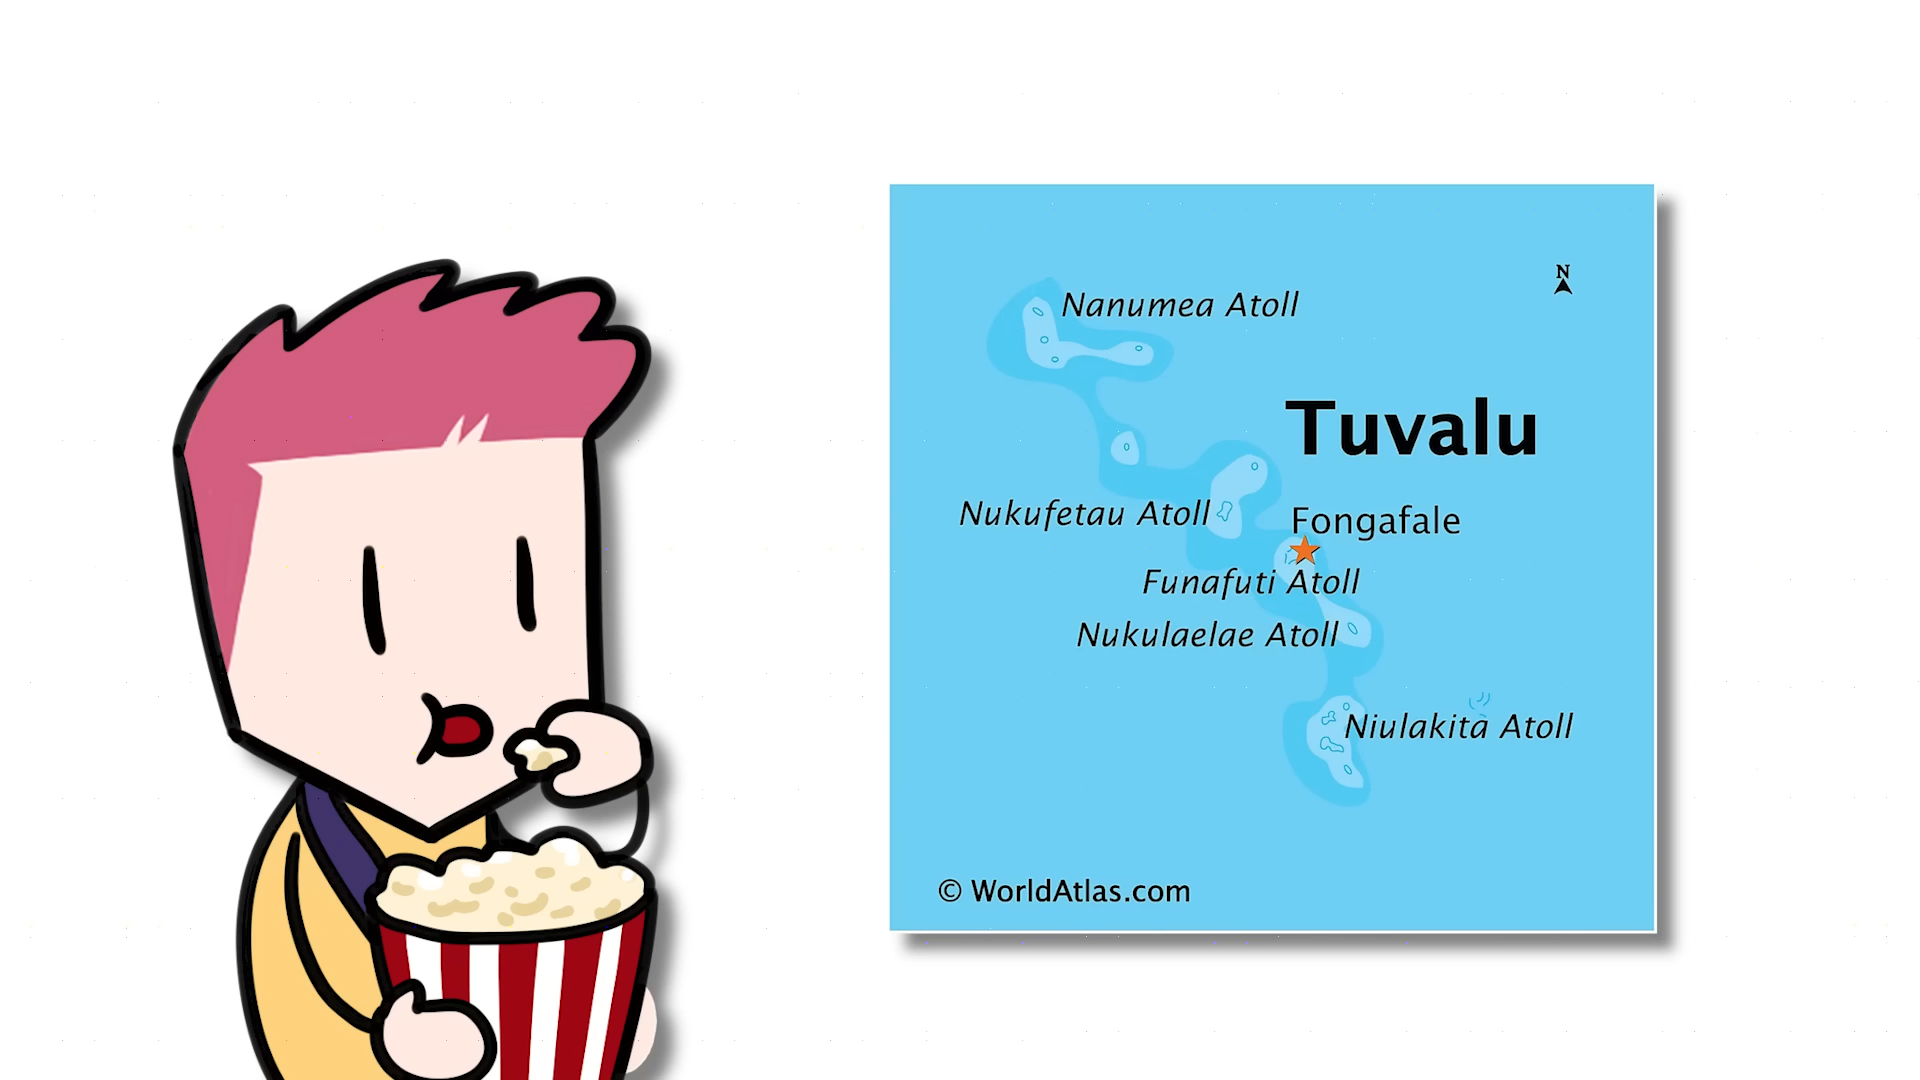 N
Nanumea Atoll
Tuvalu
Nukufetau Atoll
Fongafale
Funafuti Atoll
Nukulaelae Atoll
Niulakita Atoll
© WorldAtlas.com